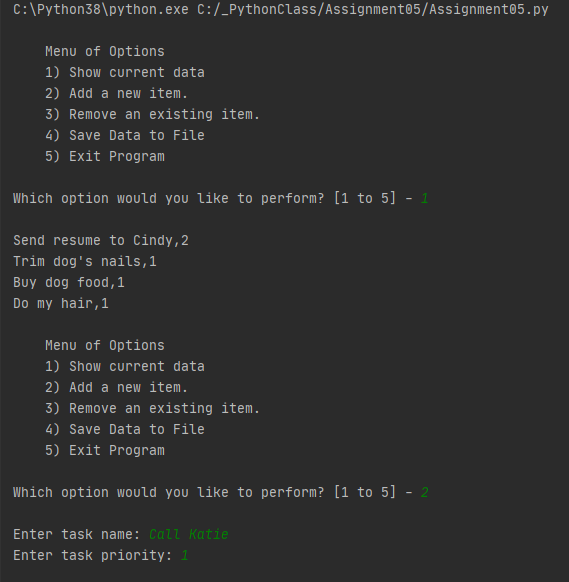 C:\Python38\python.exe C:/_PythonClass/Assignment05/Assignment05.py
Menu of Options
1) Show current data
2) Add a new item.
3) Remove an existing item.
4) Save Data to File
5) Exit Program
Which option would you like to perform? [1 to 5] - 1
Send resume to Cindy,2
Trim dog's nails,1
Buy dog food,1
Do my hair,1
Menu of Options
1) Show current data
2) Add a new item.
3) Remove an existing item.
4) Save Data to File
5) Exit Program
Which option would you like to perform? [1 to 5] - 2
Enter task name: Call Katie
Enter task priority: 1